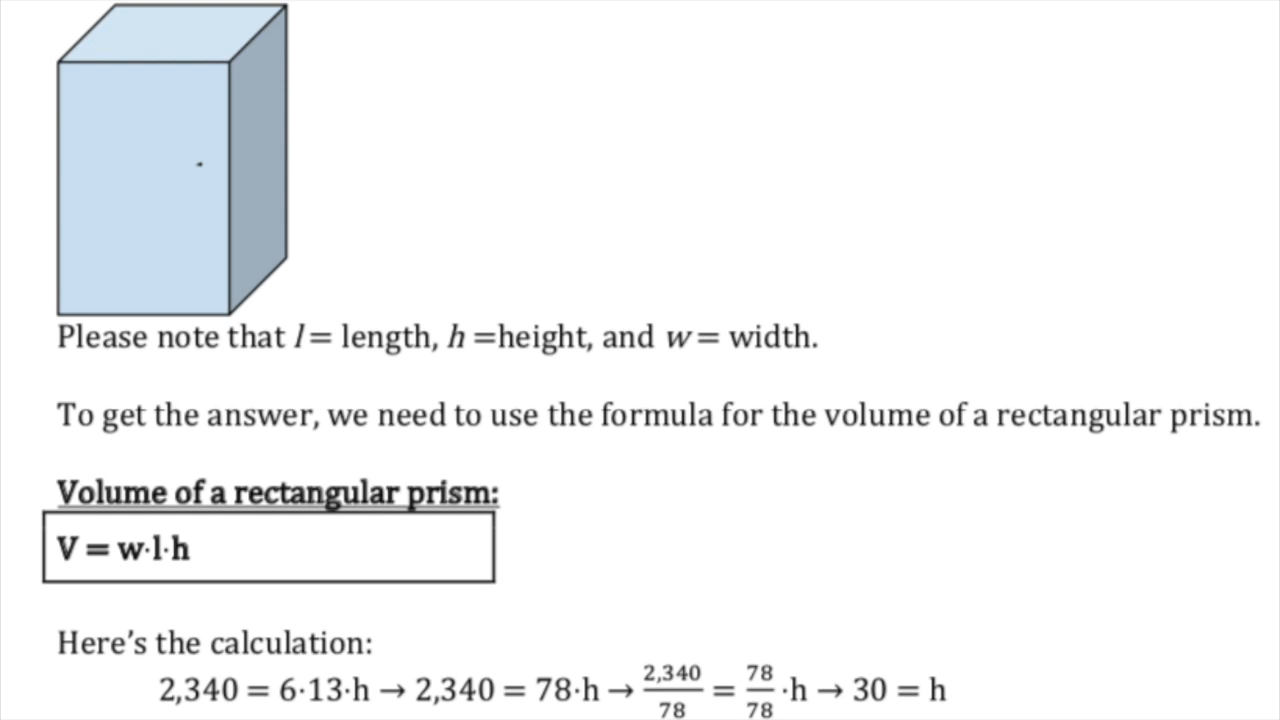 Please note that l = length, h =height, and w = width.
To get the answer, we need to use the formula for the volume of a rectangular prism.
Volume of a rectangular prism:
V = w·l·h
Here’s the calculation:
2,340 = 6·13·h → 2,340 = 78·h → 2,340/78 = 78/78 ·h → 30 = h